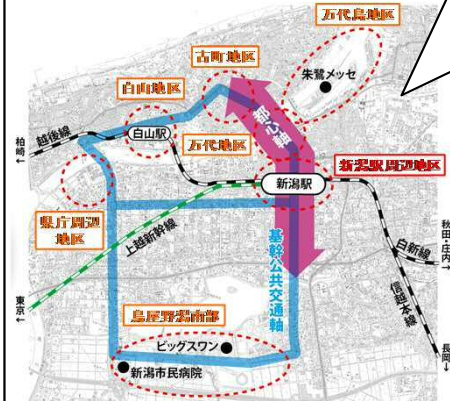 万代島地区
古町地区
朱鷺メッセ
白山地区
都心軸
越後線
柏崎
白山駅
万代地区
新潟駅周辺地区
新潟駅
県庁周辺
地区
上越新幹線
基幹公共交通軸
秋田・庄内
白新線
信越本線
東京
長岡
鳥屋野潟南部
ビッグスワン
新潟市民病院